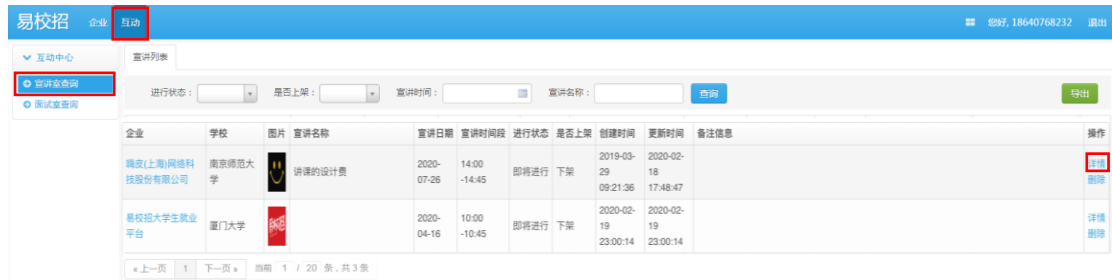 易校招 企业 互动 您好, 18640768232 退出
互动中心 宣讲列表
宣讲室查询
面试室查询
进行状态： 是否上架： 宣讲时间： 宣讲名称： 查询 导出
企业 学校 图片 宣讲名称 宣讲日期 宣讲时间段 进行状态 是否上架 创建时间 更新时间 备注信息 操作
嗨皮(上海)网络科 南京师范大 讲课的设计费 2020- 14:00 即将进行 下架 2019-03- 2020-02- 详情
技股份有限公司 学 07-26 -14:45 29 18 删除
09:21:36 17:48:47
易校招大学生就业 厦门大学 2020- 10:00 即将进行 下架 2020-02- 2020-02- 详情
平台 04-16 -10:45 19 19 删除
23:00:14 23:00:14
«上一页 1 下一页» 当前 1 / 20 条，共3条